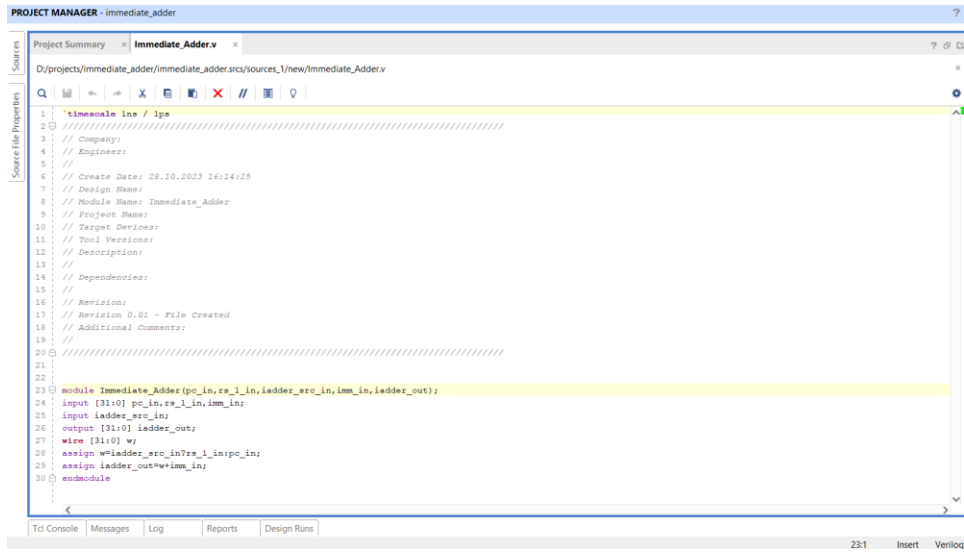 PROJECT MANAGER - immediate_adder
?
Sources
Source File Properties
Project Summary × Immediate_Adder.v ×
D:/projects/immediate_adder/immediate_adder.srcs/sources_1/new/Immediate_Adder.v
1 `timescale 1ns / 1ps
2 //////////////////////////////////////////////////////////////////////////////////
3 // Company:
4 // Engineer:
5 //
6 // Create Date: 28.10.2023 16:14:25
7 // Design Name:
8 // Module Name: Immediate_Adder
9 // Project Name:
10 // Target Devices:
11 // Tool Versions:
12 // Description:
13 //
14 // Dependencies:
15 //
16 // Revision:
17 // Revision 0.01 - File Created
18 // Additional Comments:
19 //
20 //////////////////////////////////////////////////////////////////////////////////
21
22
23 module Immediate_Adder(pc_in,rs_1_in,iadder_src_in,imm_in,iadder_out);
24 input [31:0] pc_in,rs_1_in,imm_in;
25 input iadder_src_in;
26 output [31:0] iadder_out;
27 wire [31:0] w;
28 assign w=iadder_src_in?rs_1_in:pc_in;
29 assign iadder_out=w+imm_in;
30 endmodule
Tcl Console Messages Log Reports Design Runs
23:1 Insert Verilog